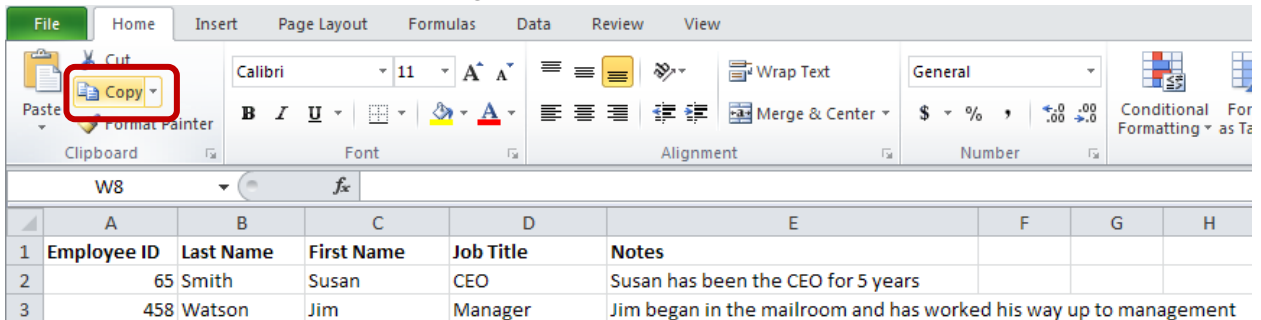 File Home Insert Page Layout Formulas Data Review View
Cut Calibri 11 A A Wrap Text General
Copy
Paste Format Painter B I U A Merge & Center $ % , .0 .00 .00 .0 Conditional Formatting
Clipboard Font Alignment Number
W8 fx
A B C D E F G H
1 Employee ID Last Name First Name Job Title Notes
2 65 Smith Susan CEO Susan has been the CEO for 5 years
3 458 Watson Jim Manager Jim began in the mailroom and has worked his way up to management